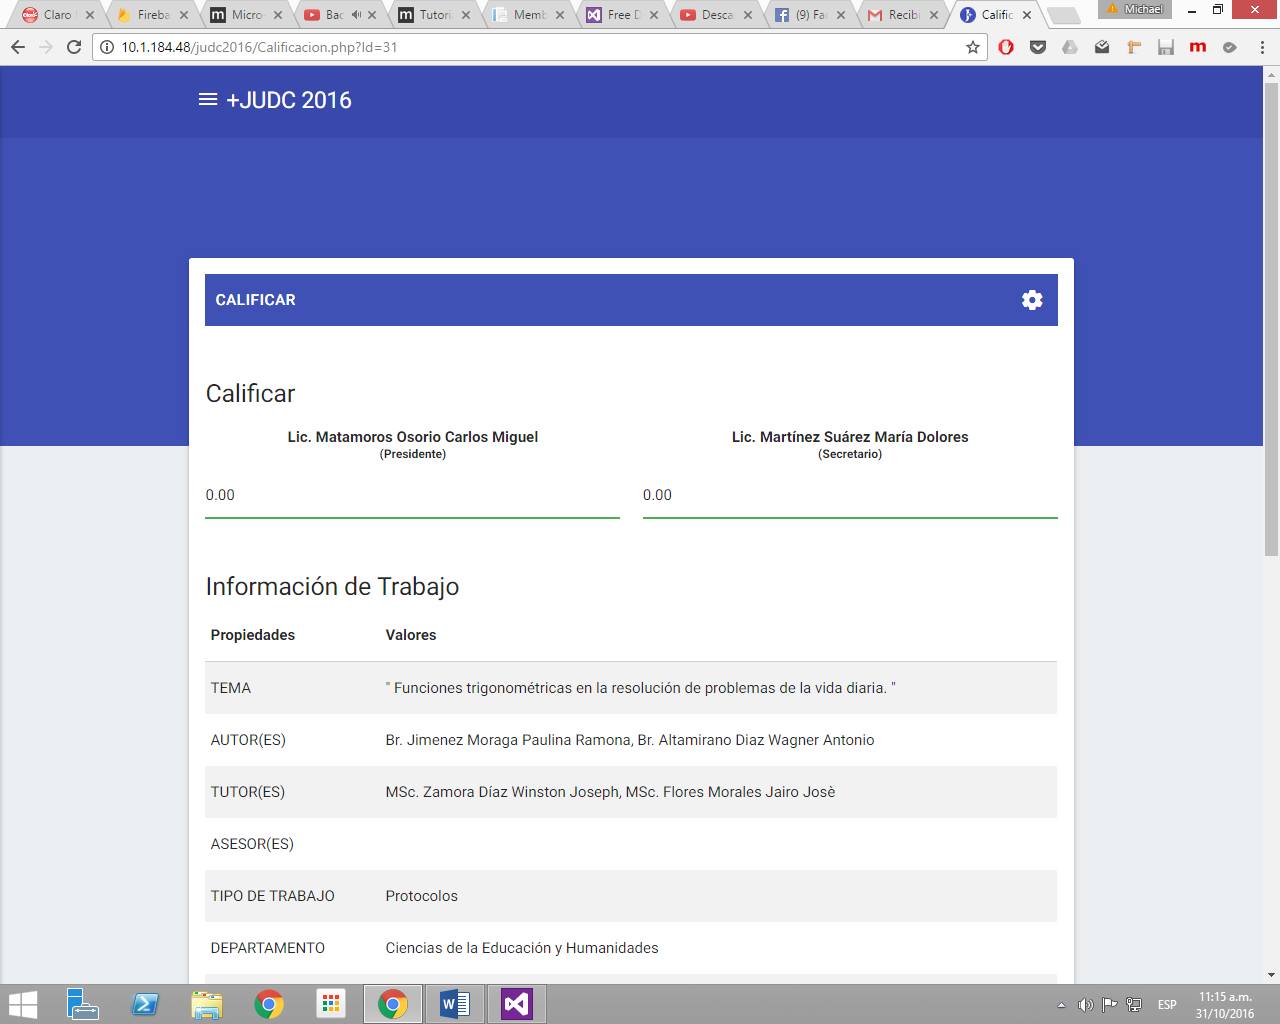 Claro
Fireba
Micro
Bac
Tutori
Memb
Free D
Desca
(9) Fa
Recibi
Calific
Michael
10.1.184.48/judc2016/Calificacion.php?Id=31
+JUDC 2016
CALIFICAR
Calificar
Lic. Matamoros Osorio Carlos Miguel
(Presidente)
0.00
Lic. Martínez Suárez María Dolores
(Secretario)
0.00
Información de Trabajo
Propiedades Valores
TEMA " Funciones trigonométricas en la resolución de problemas de la vida diaria. "
AUTOR(ES) Br. Jimenez Moraga Paulina Ramona, Br. Altamirano Diaz Wagner Antonio
TUTOR(ES) MSc. Zamora Díaz Winston Joseph, MSc. Flores Morales Jairo Josè
ASESOR(ES)
TIPO DE TRABAJO Protocolos
DEPARTAMENTO Ciencias de la Educación y Humanidades
ESP
11:15 a.m.
31/10/2016